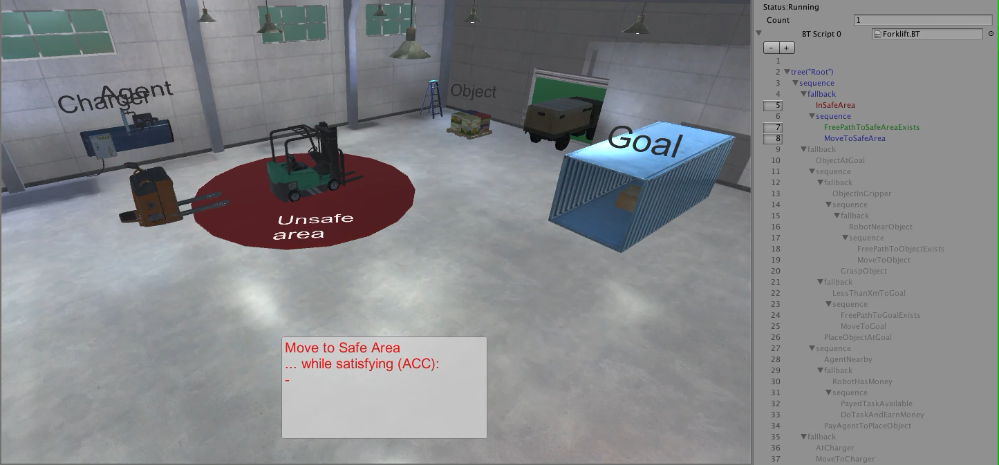 Agent
Charger
Object
Goal
Unsafe
area
Move to Safe Area
... while satisfying (ACC):
-
Status:Running
Count 1
BT Script 0 Forklift.BT
- +
1
2 tree("Root")
3 sequence
4 fallback
5 InSafeArea
6 sequence
7 FreePathToSafeAreaExists
8 MoveToSafeArea
9 fallback
10 ObjectAtGoal
11 sequence
12 fallback
13 ObjectInGripper
14 sequence
15 fallback
16 RobotNearObject
17 sequence
18 FreePathToObjectExists
19 MoveToObject
20 GraspObject
21 fallback
22 LessThanXmToGoal
23 sequence
24 FreePathToGoalExists
25 MoveToGoal
26 PlaceObjectAtGoal
27 sequence
28 AgentNearby
29 fallback
30 RobotHasMoney
31 sequence
32 PayedTaskAvailable
33 DoTaskAndEarnMoney
34 PayAgentToPlaceObject
35 fallback
36 AtCharger
37 MoveToCharger